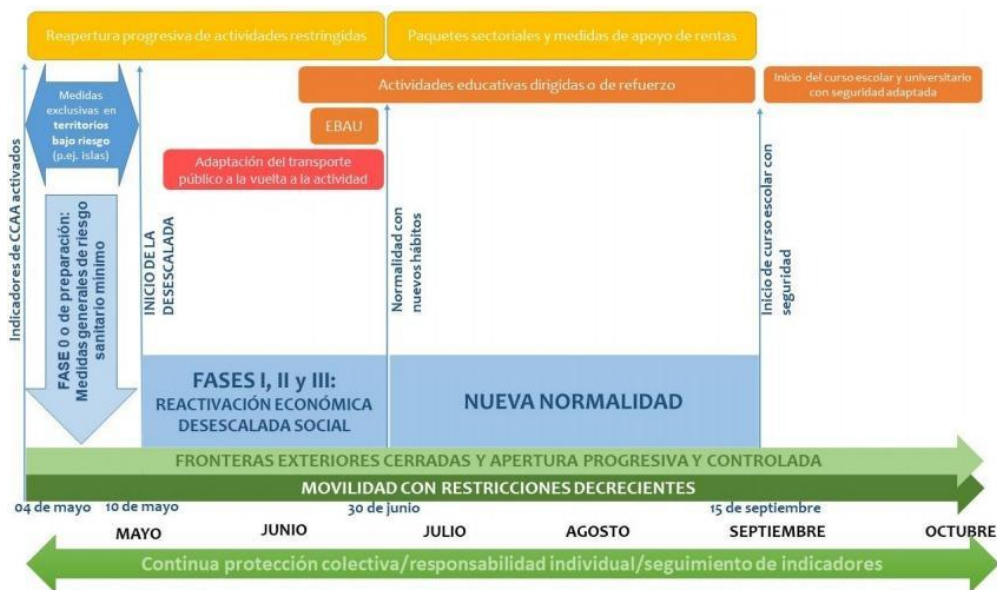 Reapertura progresiva de actividades restringidas
Paquetes sectoriales y medidas de apoyo de rentas
Actividades educativas dirigidas o de refuerzo
Inicio del curso escolar y universitario
con seguridad adaptada
Medidas
exclusivas en
territorios
bajo riesgo
(p.ej. islas)
EBAU
Adaptación del transporte
público a la vuelta a la actividad
Indicadores de CCAA activados
FASE 0 o de preparación:
Medidas generales de riesgo
sanitario mínimo
INICIO DE LA
DESESCALADA
Normalidad con
nuevos hábitos
Inicio de curso escolar con
seguridad
FASES I, II y III:
REACTIVACIÓN ECONÓMICA
DESESCALADA SOCIAL
NUEVA NORMALIDAD
FRONTERAS EXTERIORES CERRADAS Y APERTURA PROGRESIVA Y CONTROLADA
MOVILIDAD CON RESTRICCIONES DECRECIENTES
04 de mayo
10 de mayo
30 de junio
15 de septiembre
MAYO
JUNIO
JULIO
AGOSTO
SEPTIEMBRE
OCTUBRE
Continua protección colectiva/responsabilidad individual/seguimiento de indicadores